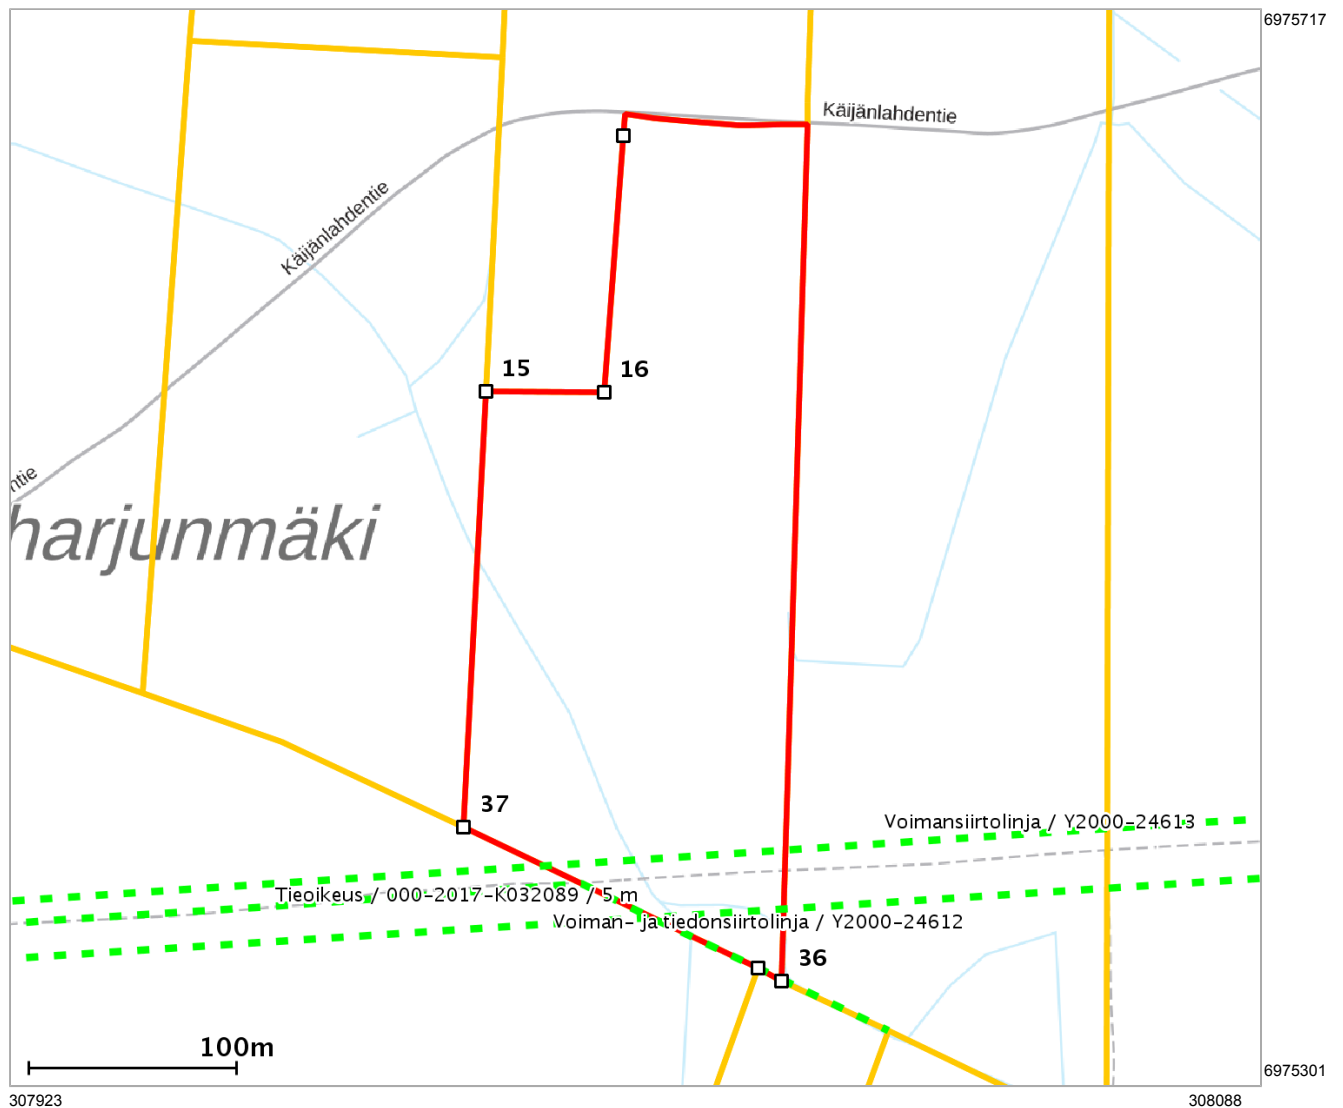 6975717
Käijänlahdentie
Käijänlahdentie
15
16
ntie
harjunmäki
37
Voimansiirtolinja / Y2000-24613
Tieoikeus / 000-2017-K032089 / 5 m
Voiman- ja tiedonsiirtolinja / Y2000-24612
36
100m
6975301
307923
308088